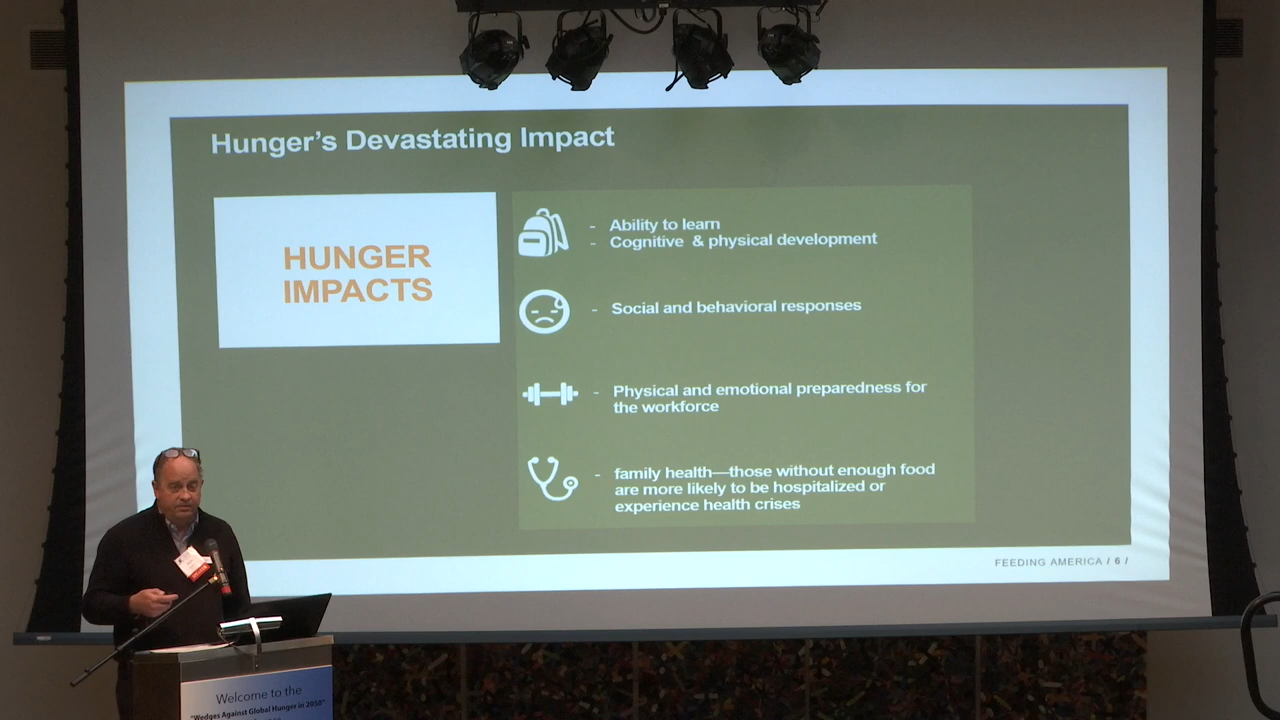 Hunger's Devastating Impact
HUNGER
IMPACTS
- Ability to learn
- Cognitive & physical development
- Social and behavioral responses
- Physical and emotional preparedness for
the workforce
- family health—those without enough food
are more likely to be hospitalized or
experience health crises
FEEDING AMERICA / 6 /
Welcome to the
"Wedges Against Global Hunger in 2050"